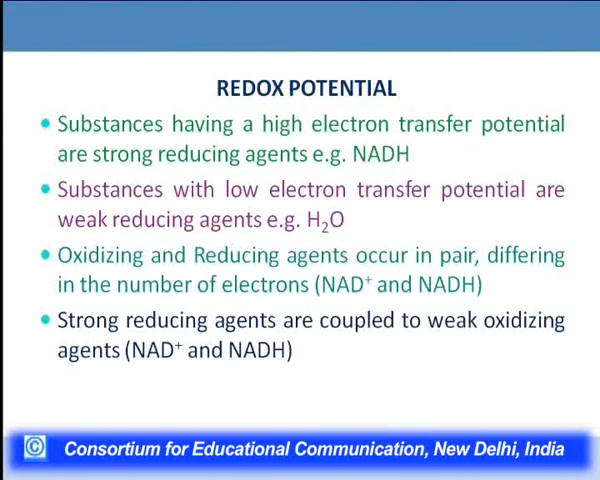 REDOX POTENTIAL
• Substances having a high electron transfer potential
are strong reducing agents e.g. NADH
• Substances with low electron transfer potential are
weak reducing agents e.g. H₂O
• Oxidizing and Reducing agents occur in pair, differing
in the number of electrons (NAD⁺ and NADH)
• Strong reducing agents are coupled to weak oxidizing
agents (NAD⁺ and NADH)
© Consortium for Educational Communication, New Delhi, India